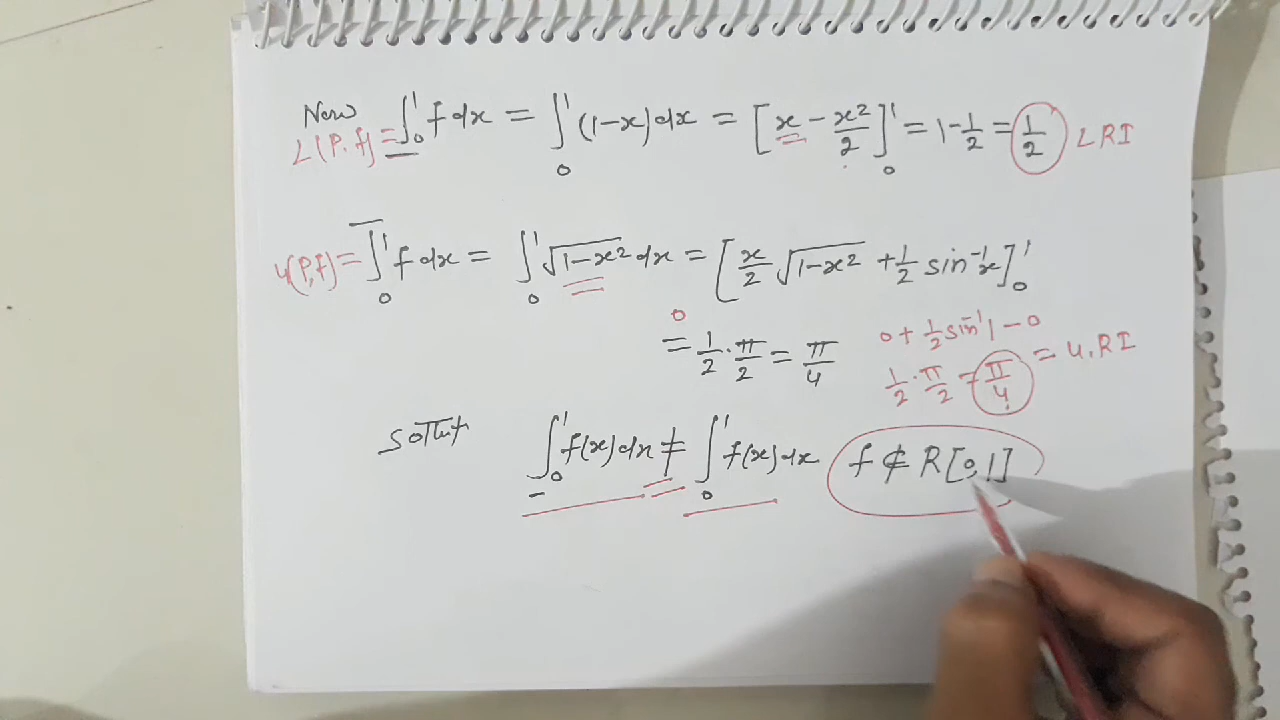 Now
L(P,f) = ∫₀¹ f dx = ∫₀¹ (1-x) dx = [x - x²/2]₀¹ = 1 - 1/2 = 1/2 LRI
u(P,f) = ∫̅₀¹ f dx = ∫₀¹ √(1-x²) dx = [x/2 √(1-x²) + 1/2 sin⁻¹x]₀¹
0
= 1/2 · π/2 = π/4
0 + 1/2 sin⁻¹1 - 0
1/2 · π/2 = π/4 = u.RI
So that ∫₀¹ f(x) dx ≠ ∫₀¹ f(x) dx f ∉ R[0,1]